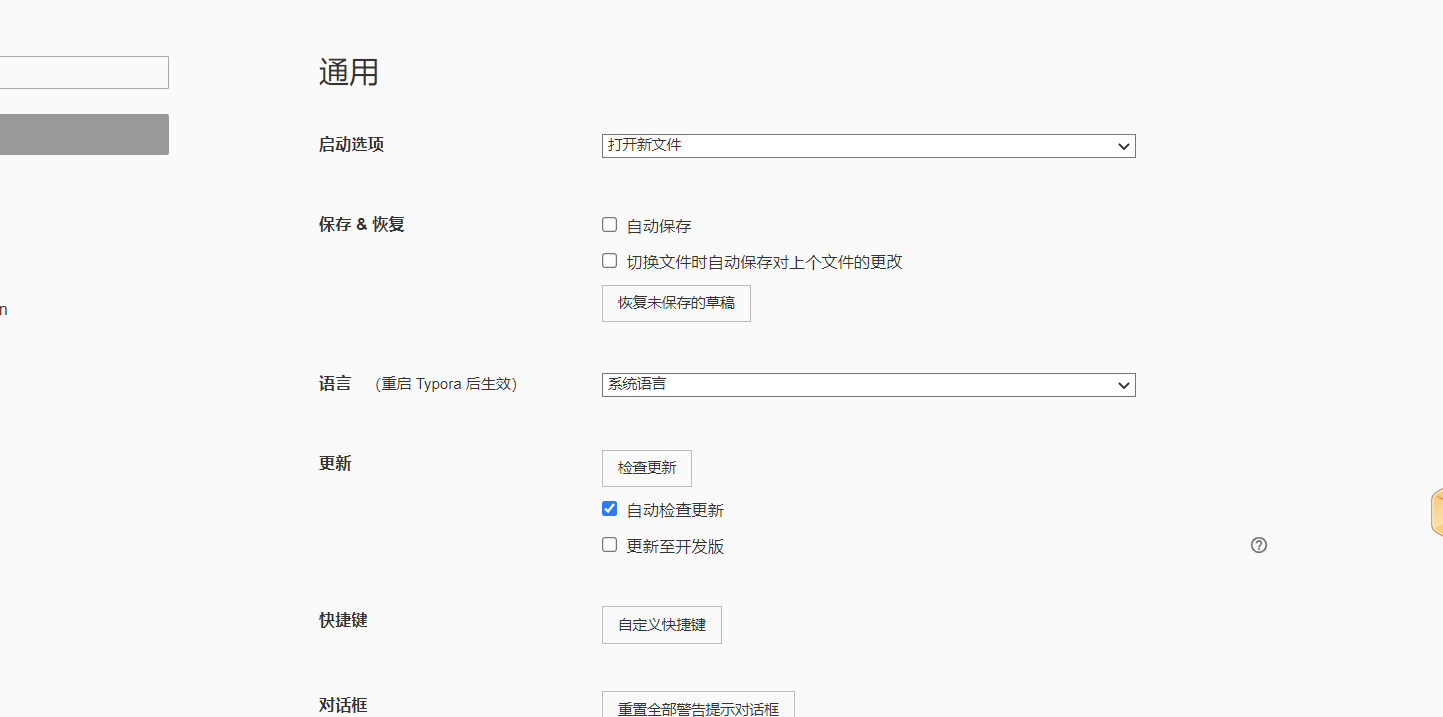 通用
启动选项
打开新文件
保存 & 恢复
自动保存
切换文件时自动保存对上个文件的更改
恢复未保存的草稿
n
语言 (重启 Typora 后生效)
系统语言
更新
检查更新
自动检查更新
更新至开发版
快捷键
自定义快捷键
对话框
重置全部警告提示对话框